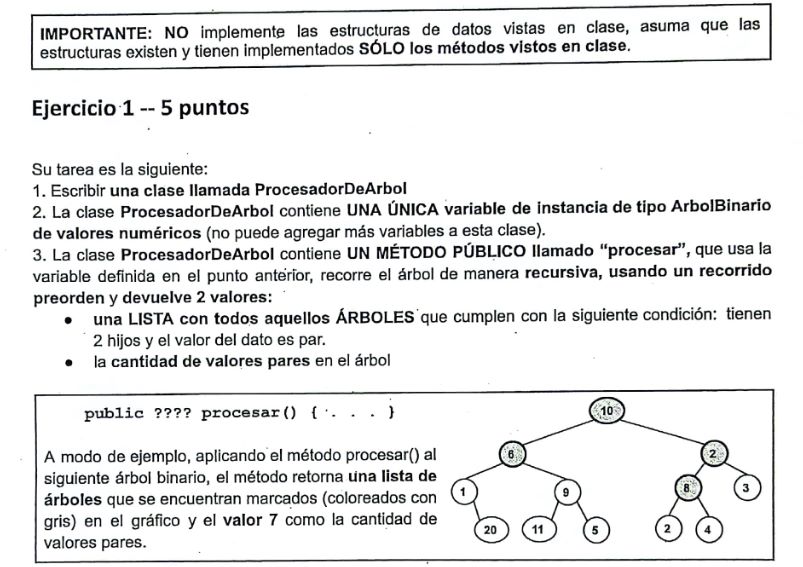 IMPORTANTE: NO implemente las estructuras de datos vistas en clase, asuma que las
estructuras existen y tienen implementados SÓLO los métodos vistos en clase.
Ejercicio 1 -- 5 puntos
Su tarea es la siguiente:
1. Escribir una clase llamada ProcesadorDeArbol
2. La clase ProcesadorDeArbol contiene UNA ÚNICA variable de instancia de tipo ArbolBinario
de valores numéricos (no puede agregar más variables a esta clase).
3. La clase ProcesadorDeArbol contiene UN MÉTODO PÚBLICO llamado “procesar”, que usa la
variable definida en el punto anterior, recorre el árbol de manera recursiva, usando un recorrido
preorden y devuelve 2 valores:
• una LISTA con todos aquellos ÁRBOLES que cumplen con la siguiente condición: tienen
2 hijos y el valor del dato es par.
• la cantidad de valores pares en el árbol
public ???? procesar() { . . . }
A modo de ejemplo, aplicando el método procesar() al
siguiente árbol binario, el método retorna una lista de
árboles que se encuentran marcados (coloreados con
gris) en el gráfico y el valor 7 como la cantidad de
valores pares.
10
6 2
1 9 8 3
20 11 5 2 4